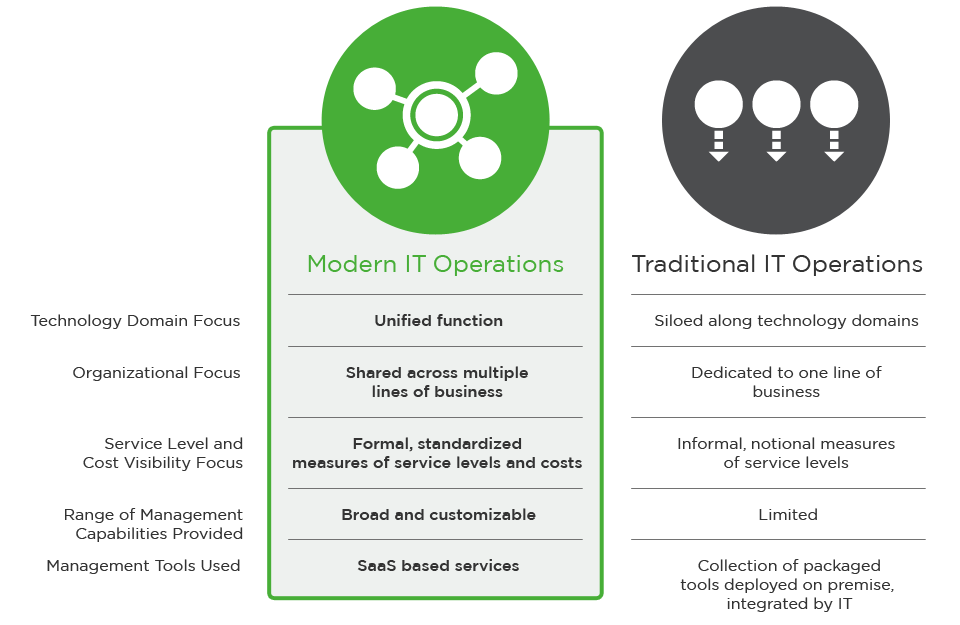 Modern IT Operations
Traditional IT Operations
Technology Domain Focus
Unified function
Siloed along technology domains
Organizational Focus
Shared across multiple
lines of business
Dedicated to one line of
business
Service Level and
Cost Visibility Focus
Formal, standardized
measures of service levels and costs
Informal, notional measures
of service levels
Range of Management
Capabilities Provided
Broad and customizable
Limited
Management Tools Used
SaaS based services
Collection of packaged
tools deployed on premise,
integrated by IT